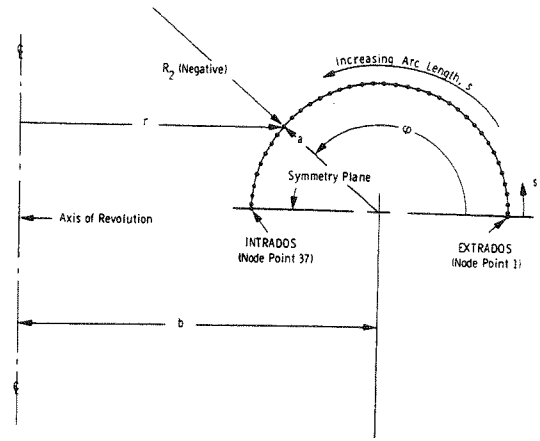 ℄
R2 (Negative)
Increasing Arc Length, s
r
a
φ
Symmetry Plane
s
Axis of Revolution
INTRADOS
(Node Point 37)
EXTRADOS
(Node Point 1)
b
℄